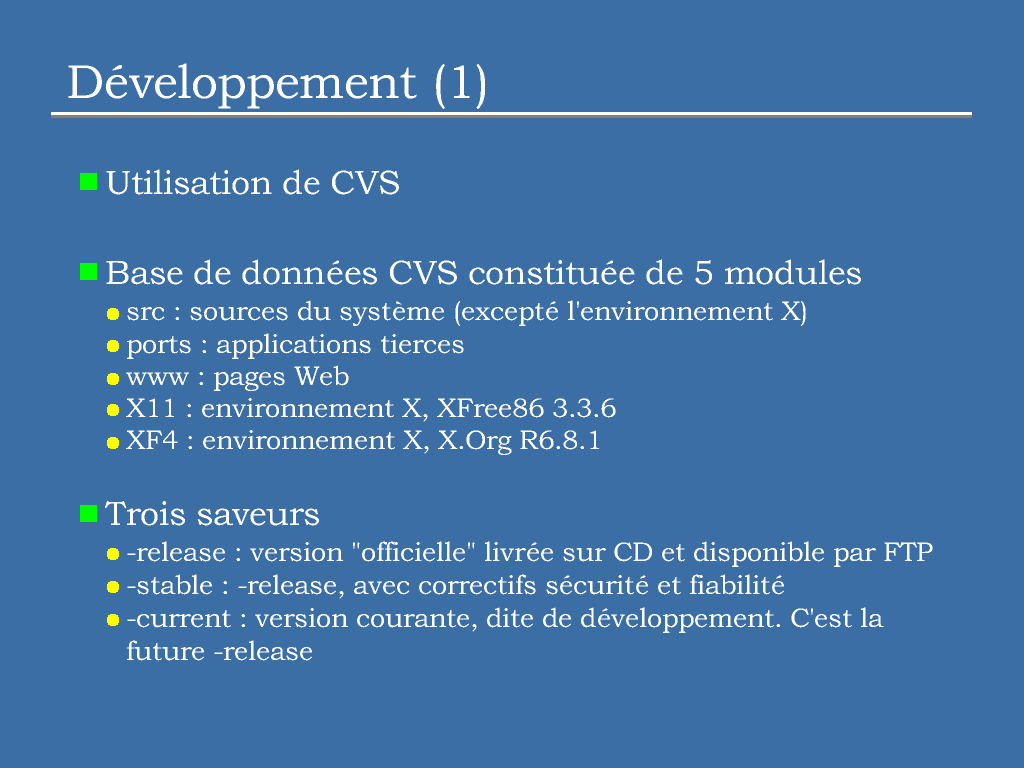 Développement (1)
Utilisation de CVS
Base de données CVS constituée de 5 modules
src : sources du système (excepté l'environnement X)
ports : applications tierces
www : pages Web
X11 : environnement X, XFree86 3.3.6
XF4 : environnement X, X.Org R6.8.1
Trois saveurs
-release : version "officielle" livrée sur CD et disponible par FTP
-stable : -release, avec correctifs sécurité et fiabilité
-current : version courante, dite de développement. C'est la
future -release